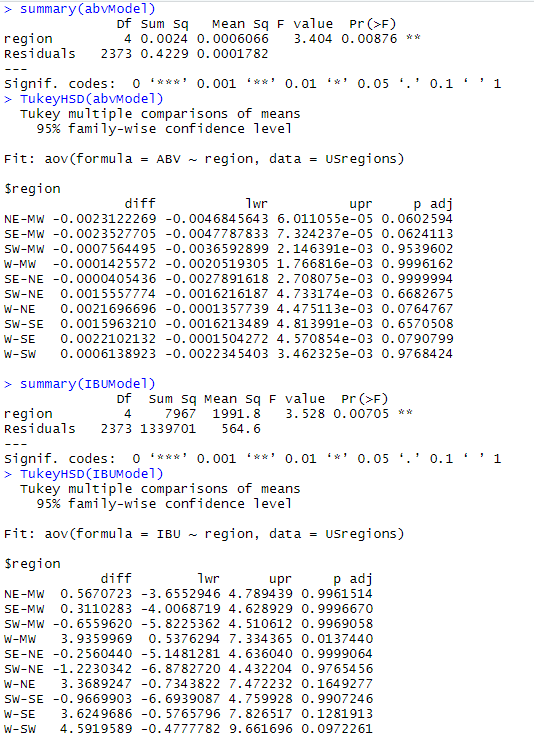 > summary(abvModel)
Df Sum Sq Mean Sq F value Pr(>F)
region 4 0.0024 0.0006066 3.404 0.00876 **
Residuals 2373 0.4229 0.0001782
---
Signif. codes: 0 ‘***’ 0.001 ‘**’ 0.01 ‘*’ 0.05 ‘.’ 0.1 ‘ ’ 1
> TukeyHSD(abvModel)
Tukey multiple comparisons of means
95% family-wise confidence level
Fit: aov(formula = ABV ~ region, data = USregions)
$region
diff lwr upr p adj
NE-MW -0.0023122269 -0.0046845643 6.011055e-05 0.0602594
SE-MW -0.0023527705 -0.0047787833 7.324237e-05 0.0624113
SW-MW -0.0007564495 -0.0036592899 2.146391e-03 0.9539602
W-MW -0.0001425572 -0.0020519305 1.766816e-03 0.9996162
SE-NE -0.0000405436 -0.0027891618 2.708075e-03 0.9999994
SW-NE 0.0015557774 -0.0016216187 4.733174e-03 0.6682675
W-NE 0.0021696696 -0.0001357739 4.475113e-03 0.0764767
SW-SE 0.0015963210 -0.0016213489 4.813991e-03 0.6570508
W-SE 0.0022102132 -0.0001504272 4.570854e-03 0.0790799
W-SW 0.0006138923 -0.0022345403 3.462325e-03 0.9768424
> summary(IBUModel)
Df Sum Sq Mean Sq F value Pr(>F)
region 4 7967 1991.8 3.528 0.00705 **
Residuals 2373 1339701 564.6
---
Signif. codes: 0 ‘***’ 0.001 ‘**’ 0.01 ‘*’ 0.05 ‘.’ 0.1 ‘ ’ 1
> TukeyHSD(IBUModel)
Tukey multiple comparisons of means
95% family-wise confidence level
Fit: aov(formula = IBU ~ region, data = USregions)
$region
diff lwr upr p adj
NE-MW 0.5670723 -3.6552946 4.789439 0.9961514
SE-MW 0.3110283 -4.0068719 4.628929 0.9996670
SW-MW -0.6559620 -5.8225362 4.510612 0.9969058
W-MW 3.9359969 0.5376294 7.334365 0.0137440
SE-NE -0.2560440 -5.1481281 4.636040 0.9999064
SW-NE -1.2230342 -6.8782720 4.432204 0.9765456
W-NE 3.3689247 -0.7343822 7.472232 0.1649277
SW-SE -0.9669903 -6.6939087 4.759928 0.9907246
W-SE 3.6249686 -0.5765796 7.826517 0.1281913
W-SW 4.5919589 -0.4777782 9.661696 0.0972261